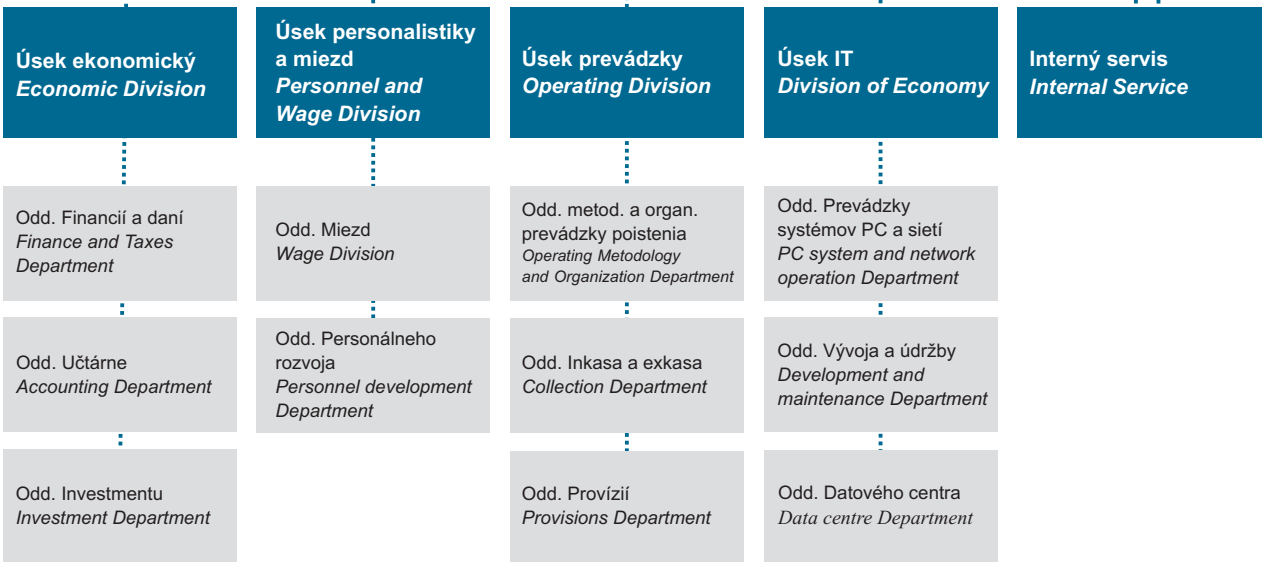 Úsek ekonomický
Economic Division
Úsek personalistiky
a miezd
Personnel and
Wage Division
Úsek prevádzky
Operating Division
Úsek IT
Division of Economy
Interný servis
Internal Service
Odd. Financií a daní
Finance and Taxes
Department
Odd. Miezd
Wage Division
Odd. metod. a organ.
prevádzky poistenia
Operating Metodology
and Organization Department
Odd. Prevádzky
systémov PC a sietí
PC system and network
operation Department
Odd. Učtárne
Accounting Department
Odd. Personálneho
rozvoja
Personnel development
Department
Odd. Inkasa a exkasa
Collection Department
Odd. Vývoja a údržby
Development and
maintenance Department
Odd. Investmentu
Investment Department
Odd. Provízií
Provisions Department
Odd. Datového centra
Data centre Department